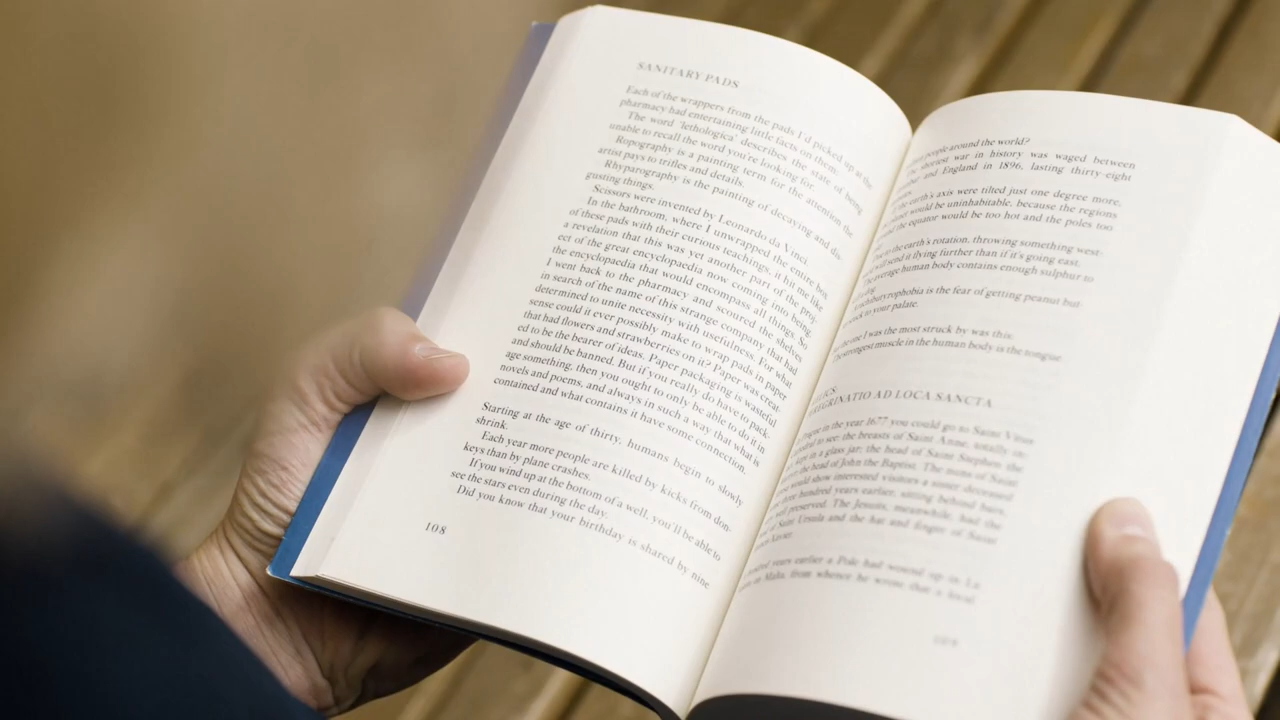 SANITARY PADS
Each of the wrappers from the pads I'd picked up at the
pharmacy had entertaining little facts on them:
The word 'lethologica' describes the state of being
unable to recall the word you're looking for.
Ropography is a painting term for the attention the
artist pays to trifles and details.
Rhyparography is the painting of decaying and dis-
gusting things.
Scissors were invented by Leonardo da Vinci.
In the bathroom, where I unwrapped the entire box
of these pads with their curious teachings, it hit me like
a revelation that this was yet another part of the proj-
ect of the great encyclopaedia now coming into being,
the encyclopaedia that would encompass all things. So
I went back to the pharmacy and scoured the shelves
in search of the name of this strange company that had
determined to unite necessity with usefulness. For what
sense could it ever possibly make to wrap pads in paper
that had flowers and strawberries on it? Paper was creat-
ed to be the bearer of ideas. Paper packaging is wasteful
and should be banned. But if you really do have to pack-
age something, then you ought to only be able to do it in
novels and poems, and always in such a way that what is
contained and what contains it have some connection.
Starting at the age of thirty, humans begin to slowly
shrink.
Each year more people are killed by kicks from don-
keys than by plane crashes.
If you wind up at the bottom of a well, you'll be able to
see the stars even during the day.
Did you know that your birthday is shared by nine
108
people around the world?
shortest war in history was waged between
and England in 1896, lasting thirty-eight
the earth's axis were tilted just one degree more,
would be uninhabitable, because the regions
the equator would be too hot and the poles too
to the earth's rotation, throwing something west-
will send it flying further than if it's going east.
The average human body contains enough sulphur to
dog.
Arachibutyrophobia is the fear of getting peanut but-
stuck to your palate.
the one I was the most struck by was this:
The strongest muscle in the human body is the tongue.
PEREGRINATIO AD LOCA SANCTA
Prague in the year 1677 you could go to Saint Vitus
to see: the breasts of Saint Anne, totally in-
kept in a glass jar; the head of Saint Stephen the
the head of John the Baptist. The nuns of Saint
would show interested visitors a sister deceased
hundred years earlier, sitting behind bars,
well preserved. The Jesuits, meanwhile, had the
of Saint Ursula and the hat and finger of Saint
Xavier.
hundred years earlier a Pole had wound up in La
on Malta, from whence he wrote that a local
109